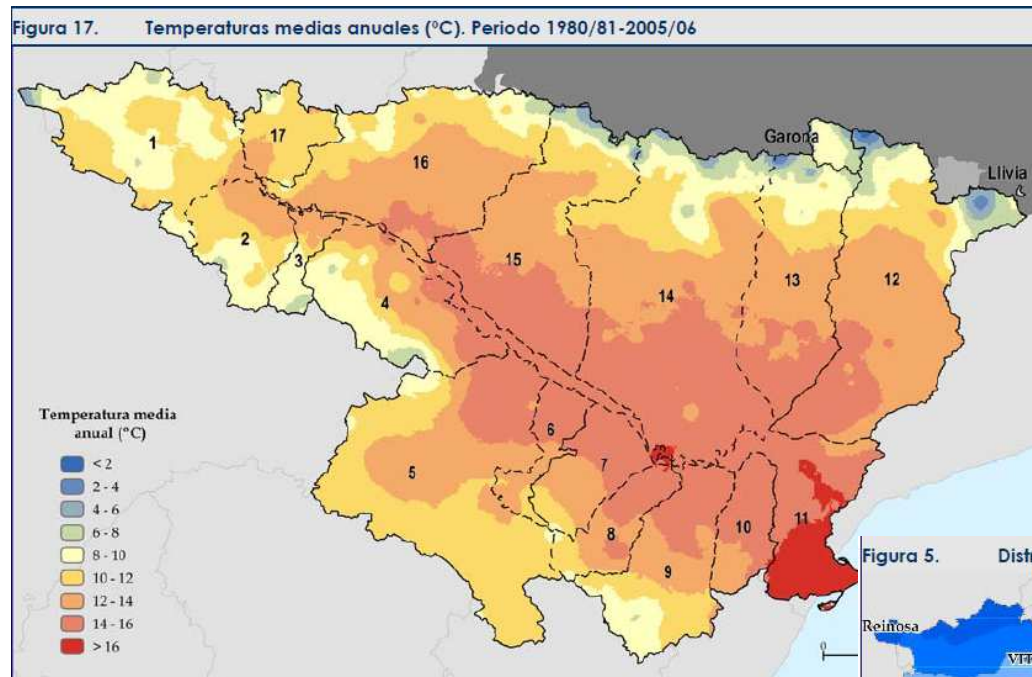 Figura 17. Temperaturas medias anuales (ºC). Periodo 1980/81-2005/06
Garona
Llivia
1
17
16
2
3
4
15
14
13
12
5
6
7
8
9
10
11
Temperatura media
anual (°C)
< 2
2 - 4
4 - 6
6 - 8
8 - 10
10 - 12
12 - 14
14 - 16
> 16
0
Figura 5. Distr
Reinosa